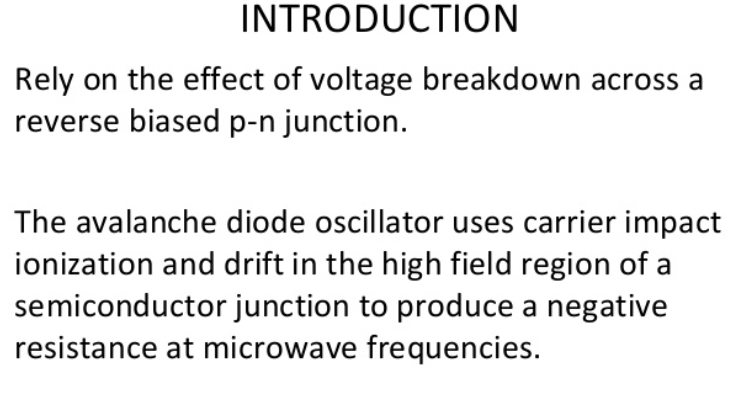 INTRODUCTION
Rely on the effect of voltage breakdown across a
reverse biased p-n junction.
The avalanche diode oscillator uses carrier impact
ionization and drift in the high field region of a
semiconductor junction to produce a negative
resistance at microwave frequencies.